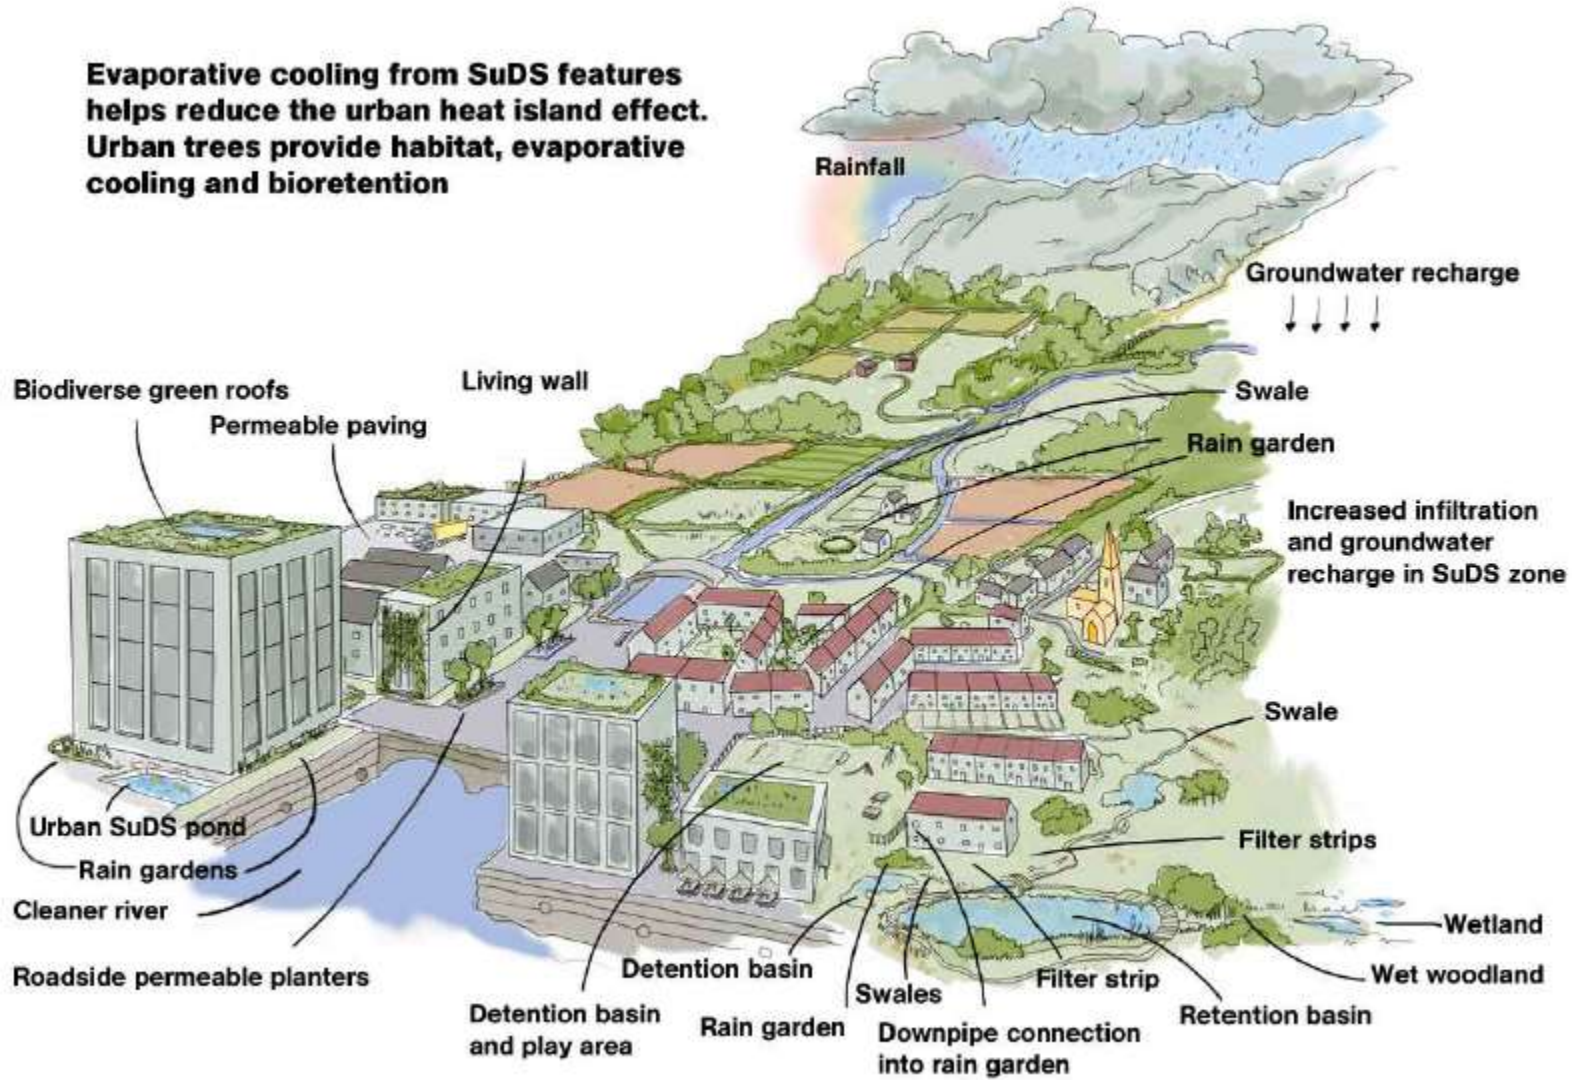 Evaporative cooling from SuDS features
helps reduce the urban heat island effect.
Urban trees provide habitat, evaporative
cooling and bioretention
Rainfall
Groundwater recharge
Living wall
Biodiverse green roofs
Swale
Permeable paving
Rain garden
Increased infiltration
and groundwater
recharge in SuDS zone
Swale
Urban SuDS pond
Filter strips
Rain gardens
Cleaner river
Wetland
Roadside permeable planters
Detention basin
Wet woodland
Filter strip
Swales
Detention basin
and play area
Rain garden
Retention basin
Downpipe connection
into rain garden